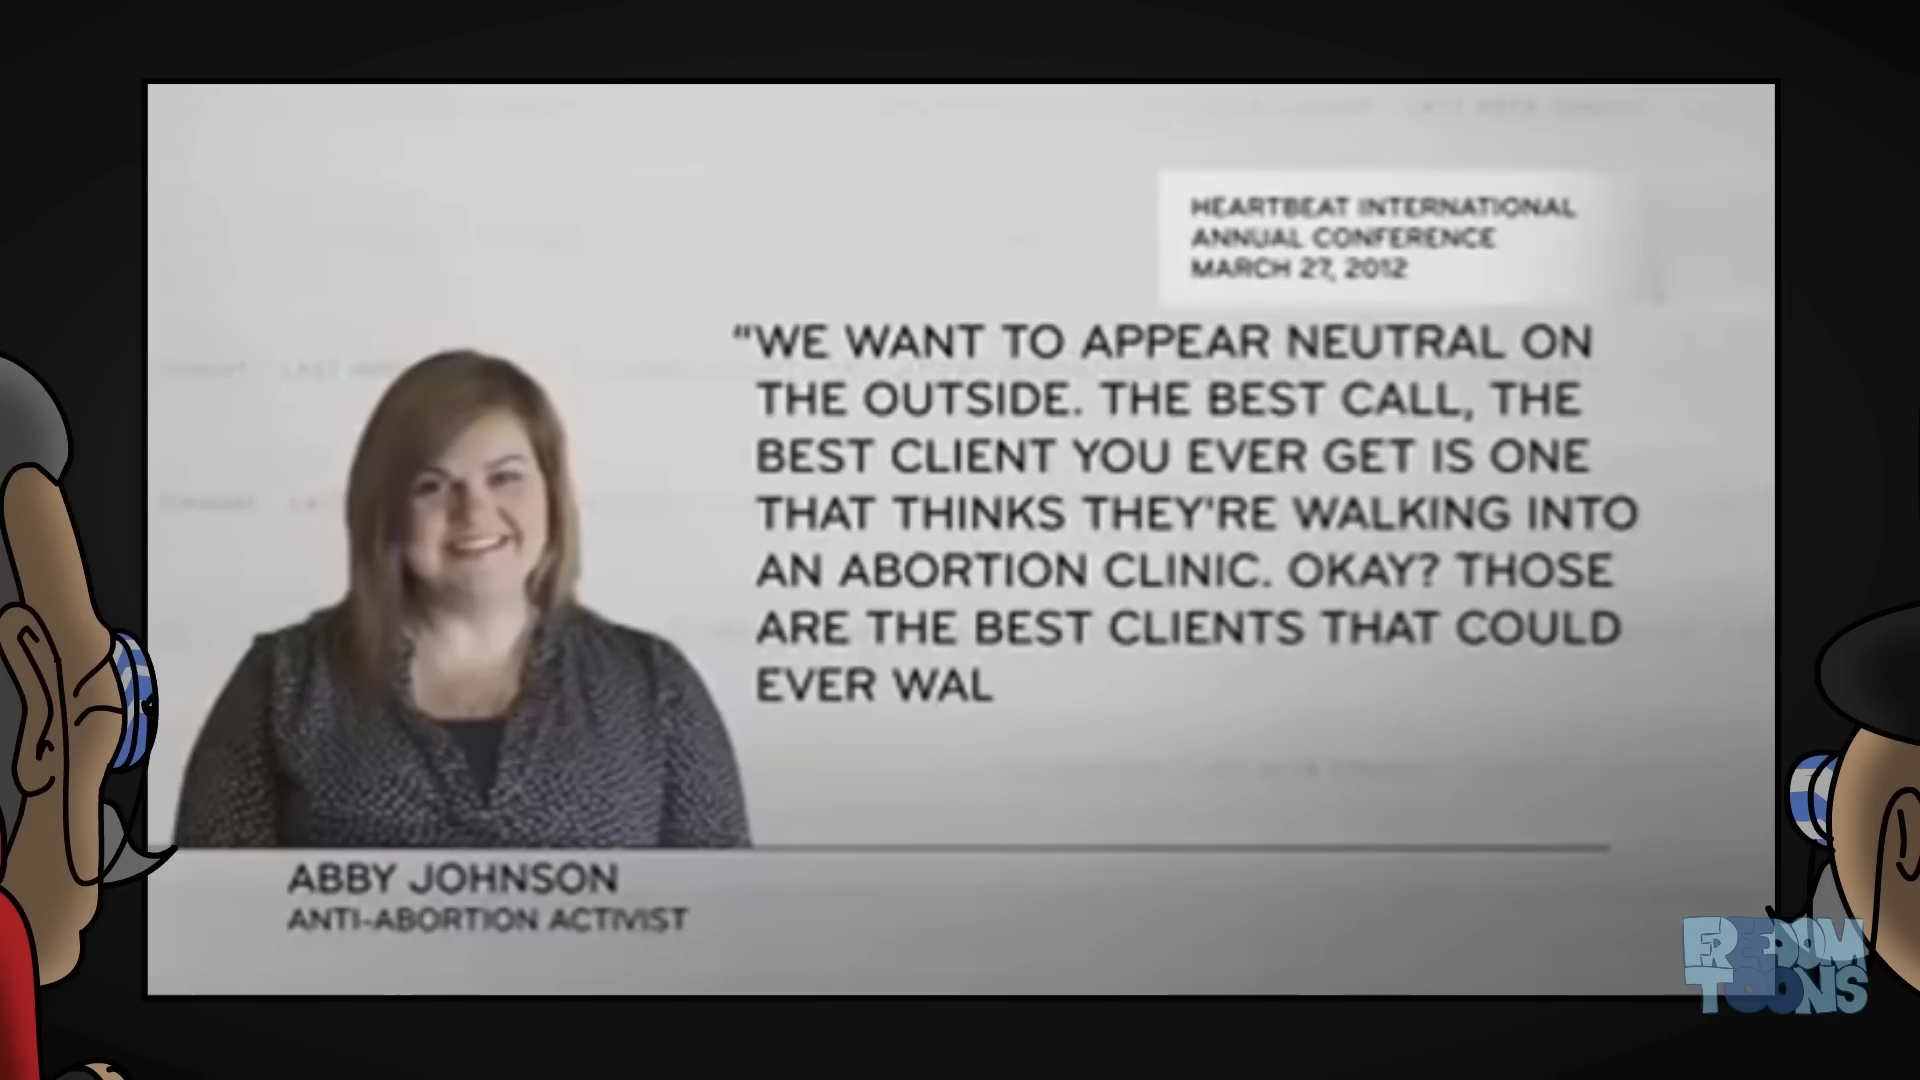 HEARTBEAT INTERNATIONAL
ANNUAL CONFERENCE
MARCH 27, 2012
“WE WANT TO APPEAR NEUTRAL ON
THE OUTSIDE. THE BEST CALL, THE
BEST CLIENT YOU EVER GET IS ONE
THAT THINKS THEY'RE WALKING INTO
AN ABORTION CLINIC. OKAY? THOSE
ARE THE BEST CLIENTS THAT COULD
EVER WAL
ABBY JOHNSON
ANTI-ABORTION ACTIVIST
FREEDOM
TOONS